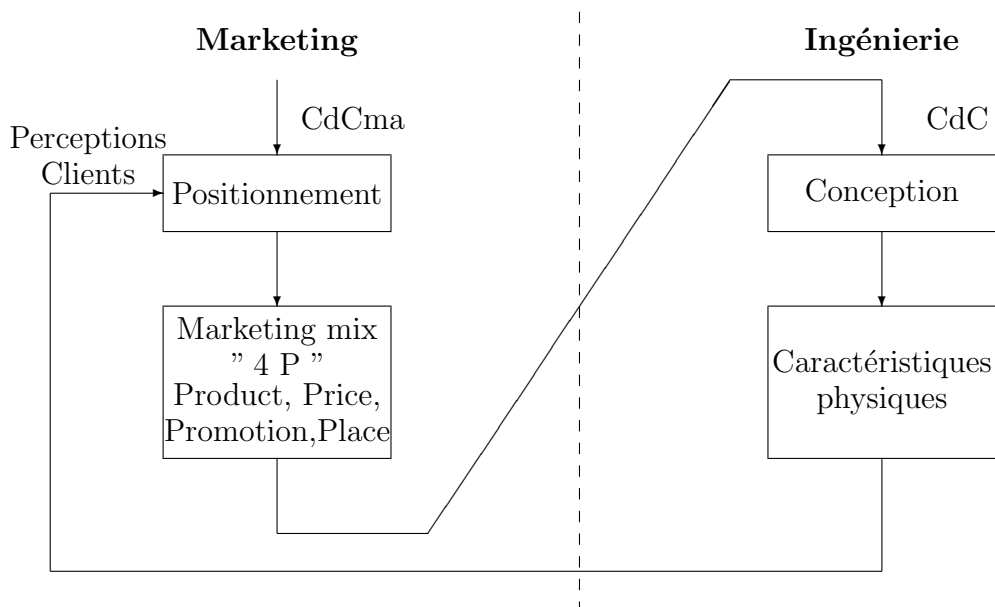 Marketing
Ingénierie
CdCma
CdC
Perceptions
Clients
Positionnement
Conception
Marketing mix
" 4 P "
Product, Price,
Promotion,Place
Caractéristiques
physiques